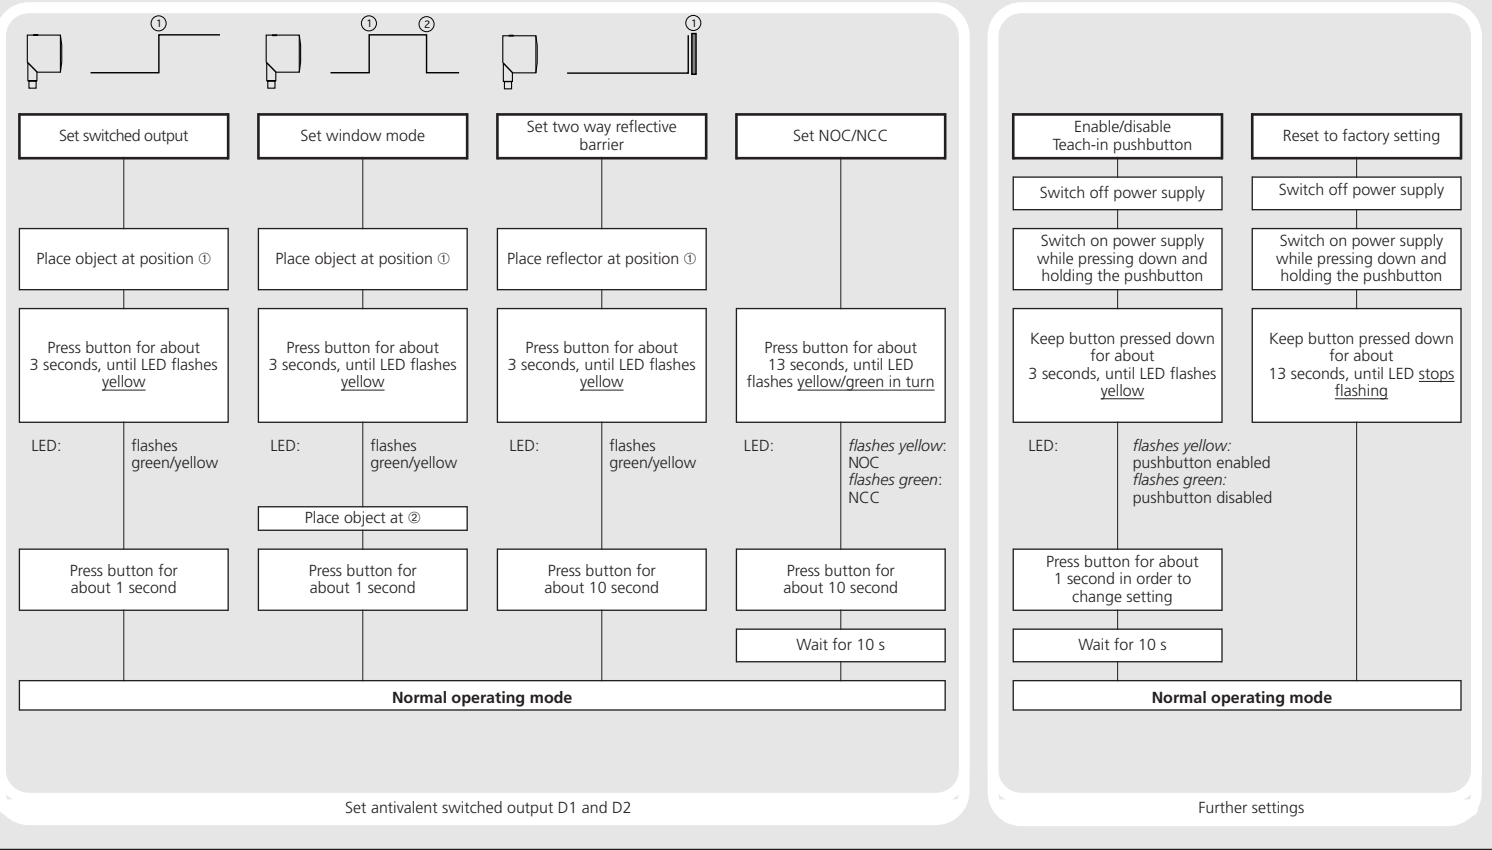 ①
① ②
①
Set switched output
Place object at position ①
Press button for about
3 seconds, until LED flashes
yellow
LED:
flashes
green/yellow
Press button for
about 1 second
Set window mode
Place object at position ①
Press button for about
3 seconds, until LED flashes
yellow
LED:
flashes
green/yellow
Place object at ②
Press button for
about 1 second
Set two way reflective
barrier
Place reflector at position ①
Press button for about
3 seconds, until LED flashes
yellow
LED:
flashes
green/yellow
Press button for
about 10 second
Set NOC/NCC
Press button for about
13 seconds, until LED
flashes yellow/green in turn
LED:
flashes yellow:
NOC
flashes green:
NCC
Press button for
about 10 second
Wait for 10 s
Normal operating mode
Set antivalent switched output D1 and D2
Enable/disable
Teach-in pushbutton
Switch off power supply
Switch on power supply
while pressing down and
holding the pushbutton
Keep button pressed down
for about
3 seconds, until LED flashes
yellow
LED:
flashes yellow:
pushbutton enabled
flashes green:
pushbutton disabled
Press button for about
1 second in order to
change setting
Wait for 10 s
Reset to factory setting
Switch off power supply
Switch on power supply
while pressing down and
holding the pushbutton
Keep button pressed down
for about
13 seconds, until LED stops
flashing
Normal operating mode
Further settings